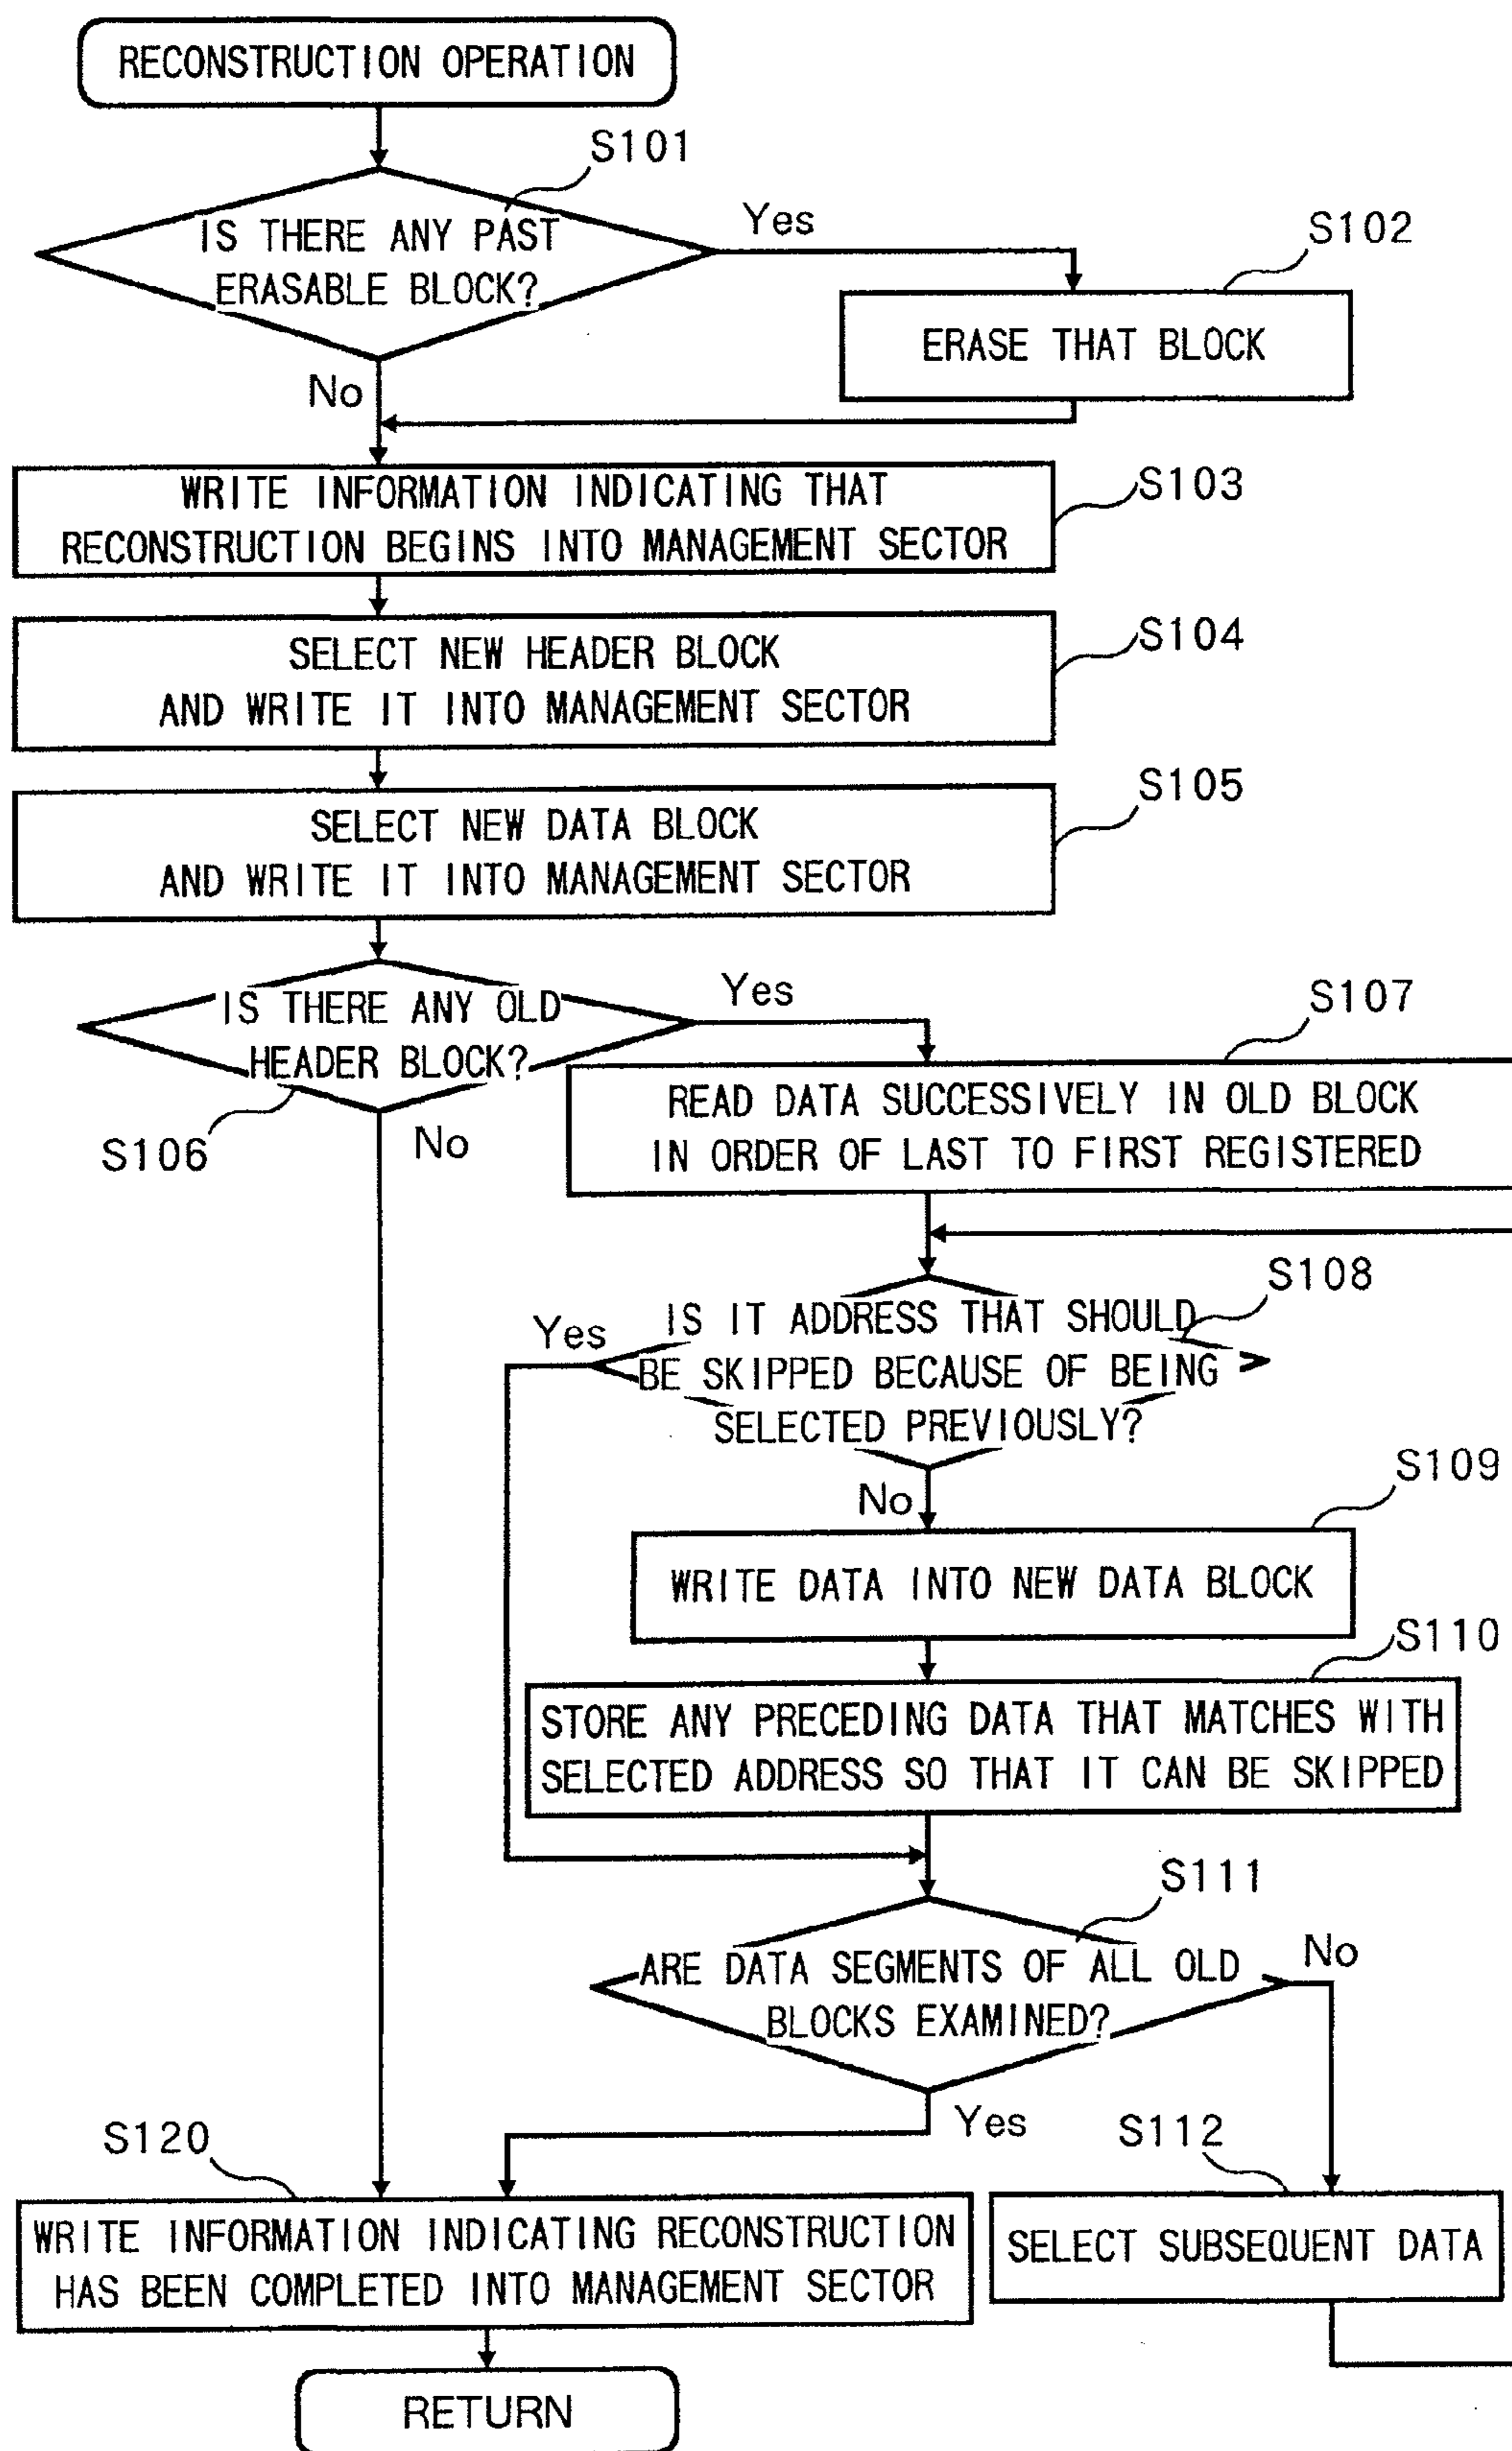 RECONSTRUCTION OPERATION
S101
IS THERE ANY PAST
ERASABLE BLOCK?
Yes
S102
ERASE THAT BLOCK
No
WRITE INFORMATION INDICATING THAT
RECONSTRUCTION BEGINS INTO MANAGEMENT SECTOR
S103
SELECT NEW HEADER BLOCK
AND WRITE IT INTO MANAGEMENT SECTOR
S104
SELECT NEW DATA BLOCK
AND WRITE IT INTO MANAGEMENT SECTOR
S105
IS THERE ANY OLD
HEADER BLOCK?
Yes
S106
No
S107
READ DATA SUCCESSIVELY IN OLD BLOCK
IN ORDER OF LAST TO FIRST REGISTERED
S108
Yes
IS IT ADDRESS THAT SHOULD
BE SKIPPED BECAUSE OF BEING
SELECTED PREVIOUSLY?
No
S109
WRITE DATA INTO NEW DATA BLOCK
S110
STORE ANY PRECEDING DATA THAT MATCHES WITH
SELECTED ADDRESS SO THAT IT CAN BE SKIPPED
S111
ARE DATA SEGMENTS OF ALL OLD
BLOCKS EXAMINED?
No
Yes
S120
WRITE INFORMATION INDICATING RECONSTRUCTION
HAS BEEN COMPLETED INTO MANAGEMENT SECTOR
S112
SELECT SUBSEQUENT DATA
RETURN